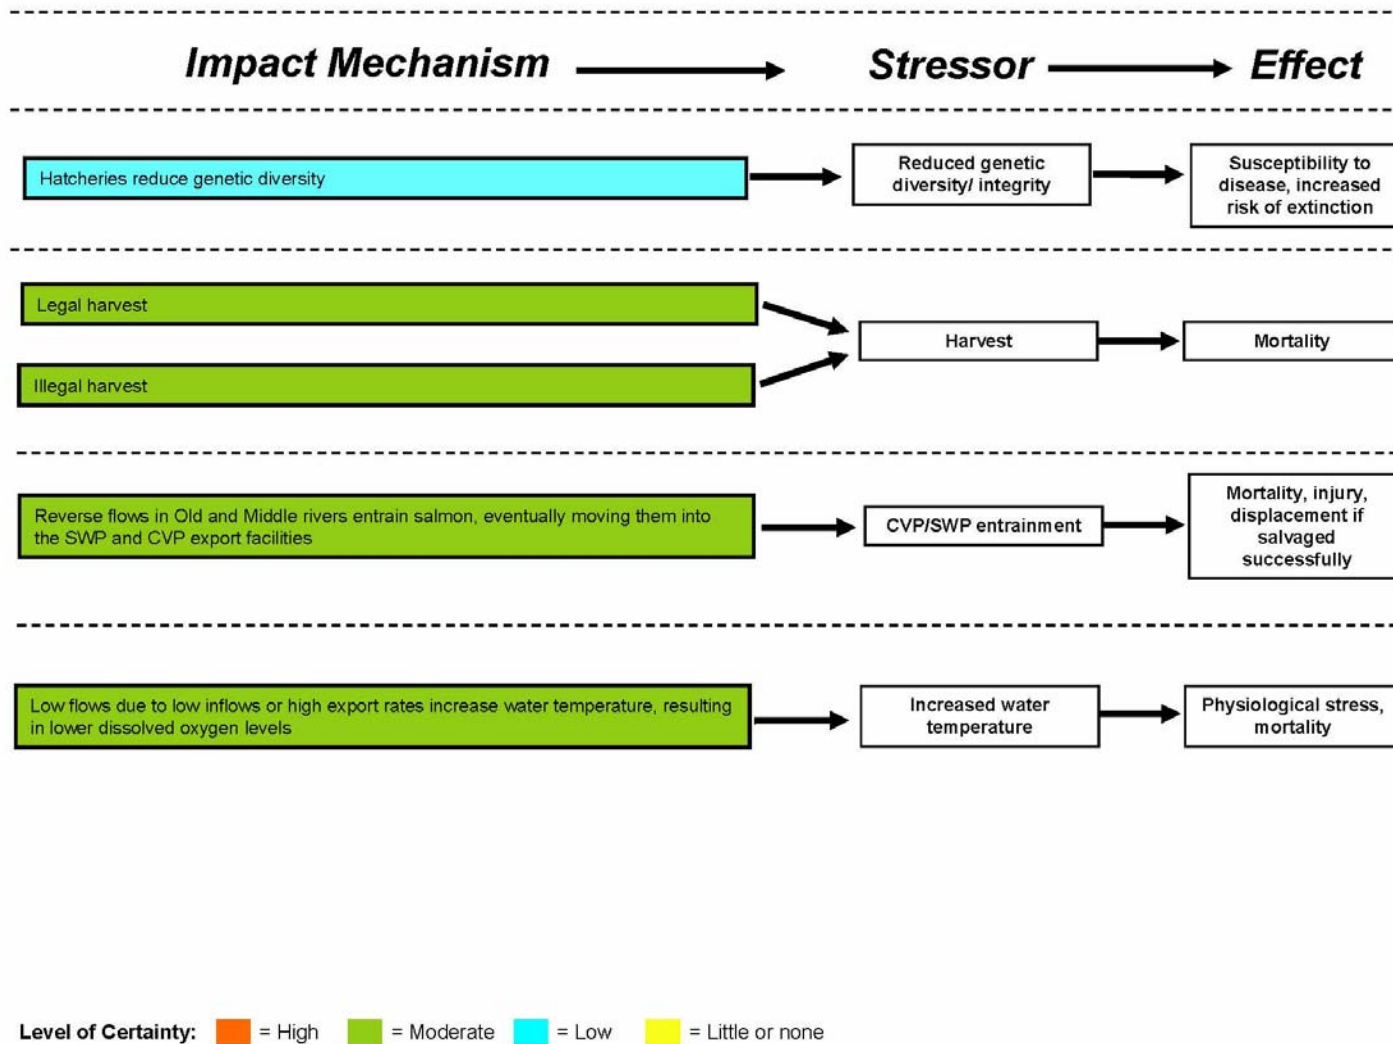 Impact Mechanism Stressor Effect
Hatcheries reduce genetic diversity
Reduced genetic
diversity/ integrity
Susceptibility to
disease, increased
risk of extinction
Legal harvest
Illegal harvest
Harvest
Mortality
Reverse flows in Old and Middle rivers entrain salmon, eventually moving them into
the SWP and CVP export facilities
CVP/SWP entrainment
Mortality, injury,
displacement if
salvaged
successfully
Low flows due to low inflows or high export rates increase water temperature, resulting
in lower dissolved oxygen levels
Increased water
temperature
Physiological stress,
mortality
Level of Certainty: = High = Moderate = Low = Little or none